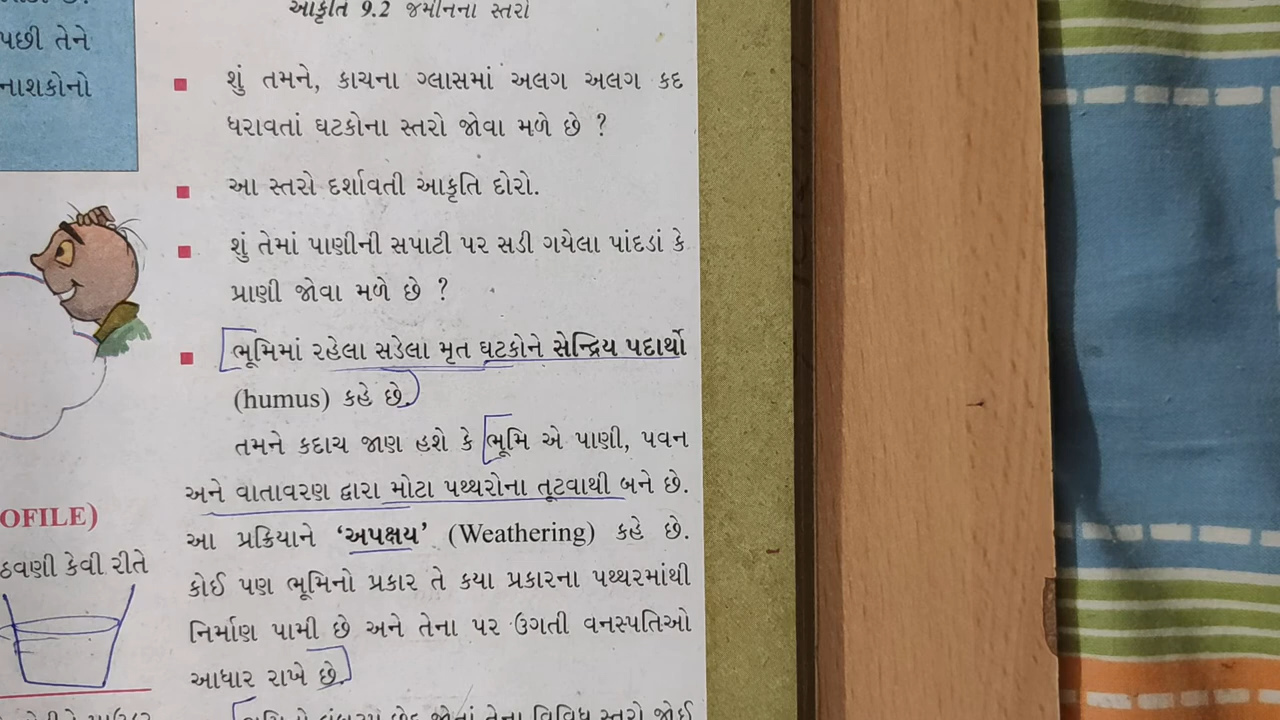 પછી તેને
નાશકોનો
OFILE)
ઠવણી કેવી રીતે
આકૃતિ 9.2 જમીનના સ્તરો
શું તમને, કાચના ગ્લાસમાં અલગ અલગ કદ
ધરાવતાં ઘટકોના સ્તરો જોવા મળે છે ?
આ સ્તરો દર્શાવતી આકૃતિ દોરો.
શું તેમાં પાણીની સપાટી પર સડી ગયેલા પાંદડાં કે
પ્રાણી જોવા મળે છે ?
ભૂમિમાં રહેલા સડેલા મૃત ઘટકોને સેન્દ્રિય પદાર્થો
(humus) કહે છે.
તમને કદાચ જાણ હશે કે ભૂમિ એ પાણી, પવન
અને વાતાવરણ દ્વારા મોટા પથ્થરોના તૂટવાથી બને છે.
આ પ્રક્રિયાને ‘અપક્ષય’ (Weathering) કહે છે.
કોઈ પણ ભૂમિનો પ્રકાર તે કયા પ્રકારના પથ્થરમાંથી
નિર્માણ પામી છે અને તેના પર ઉગતી વનસ્પતિઓ
આધાર રાખે છે.
જોતાં તેના વિવિધ સ્તરો જોઈ